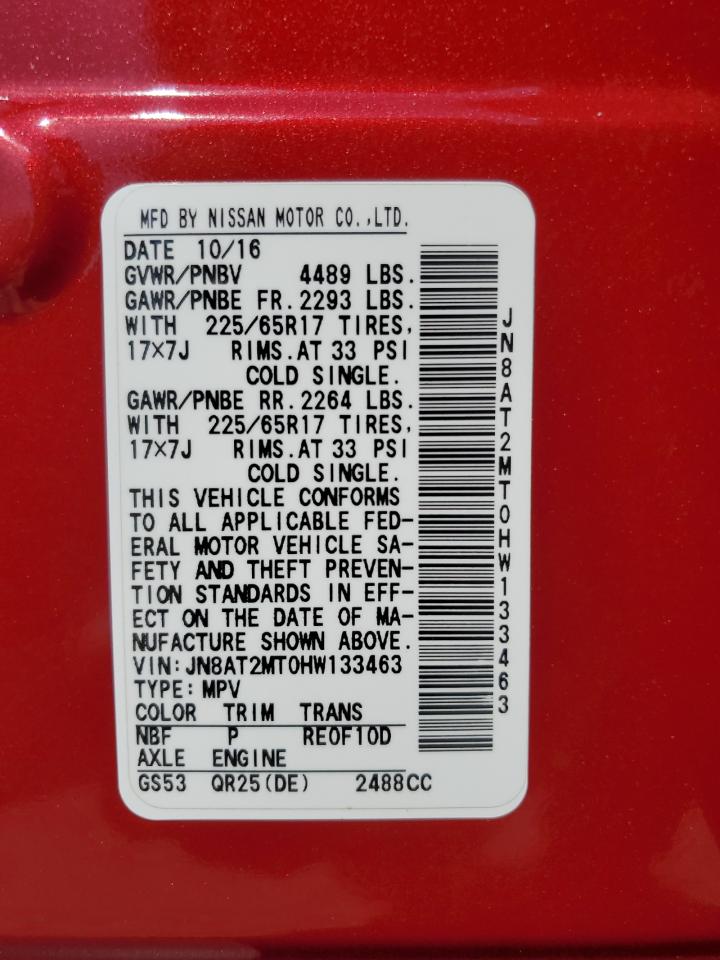 MFD BY NISSAN MOTOR CO.,LTD.
DATE 10/16
GVWR/PNBV 4489 LBS.
GAWR/PNBE FR. 2293 LBS.
WITH 225/65R17 TIRES,
17×7J RIMS. AT 33 PSI
COLD SINGLE.
GAWR/PNBE RR. 2264 LBS.
WITH 225/65R17 TIRES,
17×7J RIMS. AT 33 PSI
COLD SINGLE.
THIS VEHICLE CONFORMS
TO ALL APPLICABLE FED-
ERAL MOTOR VEHICLE SA-
FETY AND THEFT PREVEN-
TION STANDARDS IN EFF-
ECT ON THE DATE OF MA-
NUFACTURE SHOWN ABOVE.
VIN: JN8AT2MT0HW133463
TYPE: MPV
COLOR TRIM TRANS
NBF P RE0F10D
AXLE ENGINE
GS53 QR25(DE) 2488CC
JN8AT2MT0HW133463